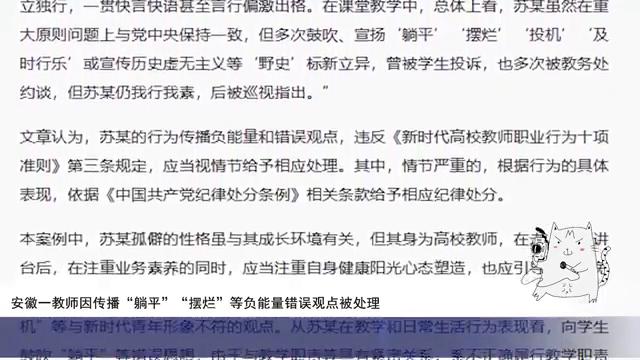 立独行，一贯快言快语甚至言行偏激出格。在课堂教学中，总体上看，苏某虽然在重
大原则问题上与党中央保持一致，但多次鼓吹、宣扬‘躺平’‘摆烂’‘投机’‘及
时行乐’或宣传历史虚无主义等‘野史’标新立异，曾被学生投诉，也多次被教务处
约谈，但苏某仍我行我素，后被巡视指出。”
文章认为，苏某的行为传播负能量和错误观点，违反《新时代高校教师职业行为十项
准则》第三条规定，应当视情节给予相应处理。其中，情节严重的，根据行为的具体
表现，依据《中国共产党纪律处分条例》相关条款给予相应纪律处分。
本案例中，苏某孤僻的性格虽与其成长环境有关，但其身为高校教师，在 讲
台后，在注重业务素养的同时，应当注重自身健康阳光心态塑造，也应引
安徽一教师因传播“躺平”“摆烂”等负能量错误观点被处理
机”等与新时代青年形象不符的观点。从苏某在教学和日常生活行为表现看，向学生